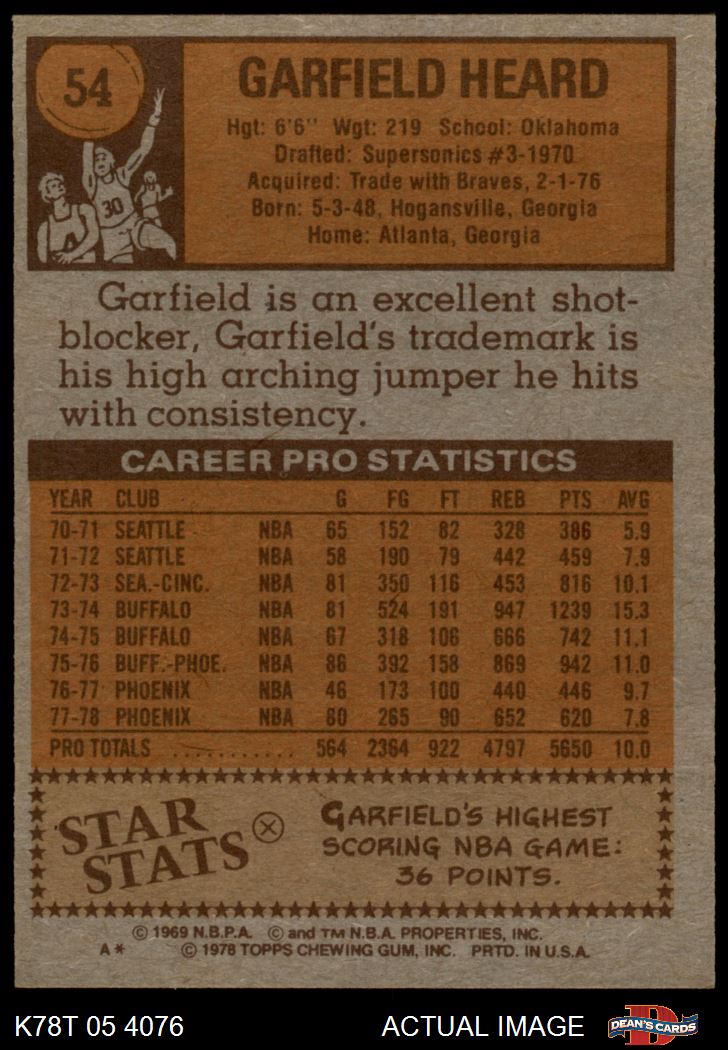 54
GARFIELD HEARD
Hgt: 6'6" Wgt: 219 School: Oklahoma
Drafted: Supersonics #3-1970
Acquired: Trade with Braves, 2-1-76
Born: 5-3-48, Hogansville, Georgia
Home: Atlanta, Georgia
30
4
Garfield is an excellent shot-
blocker, Garfield's trademark is
his high arching jumper he hits
with consistency.
CAREER PRO STATISTICS
YEAR CLUB G FG FT REB PTS AVG
70-71 SEATTLE NBA 65 152 82 328 386 5.9
71-72 SEATTLE NBA 58 190 79 442 459 7.9
72-73 SEA.-CINC. NBA 81 350 116 453 816 10.1
73-74 BUFFALO NBA 81 524 191 947 1239 15.3
74-75 BUFFALO NBA 67 318 106 666 742 11.1
75-76 BUFF.-PHOE. NBA 86 392 158 869 942 11.0
76-77 PHOENIX NBA 46 173 100 440 446 9.7
77-78 PHOENIX NBA 80 265 90 652 620 7.8
PRO TOTALS ........... 564 2364 922 4797 5650 10.0
STAR
STATS
GARFIELD'S HIGHEST
SCORING NBA GAME:
36 POINTS.
© 1969 N.B.P.A. © and TM N.B.A. PROPERTIES, INC.
A* © 1978 TOPPS CHEWING GUM, INC. PRTD. IN U.S.A.
K78T 05 4076 ACTUAL IMAGE
D
DEAN'S CARDS